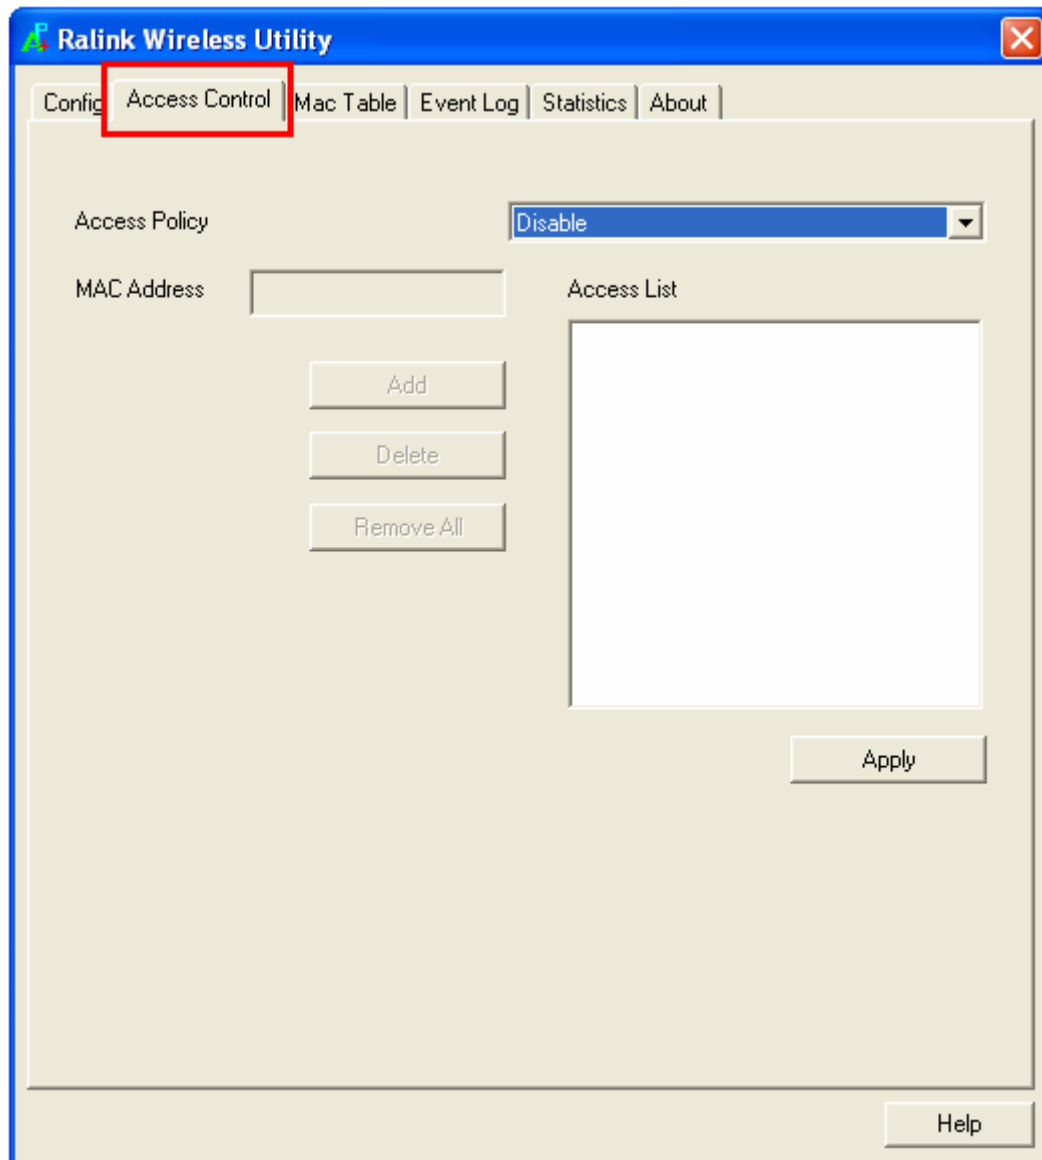 Ralink Wireless Utility
Config Access Control Mac Table Event Log Statistics About
Access Policy Disable
MAC Address Access List
Add
Delete
Remove All
Apply
Help